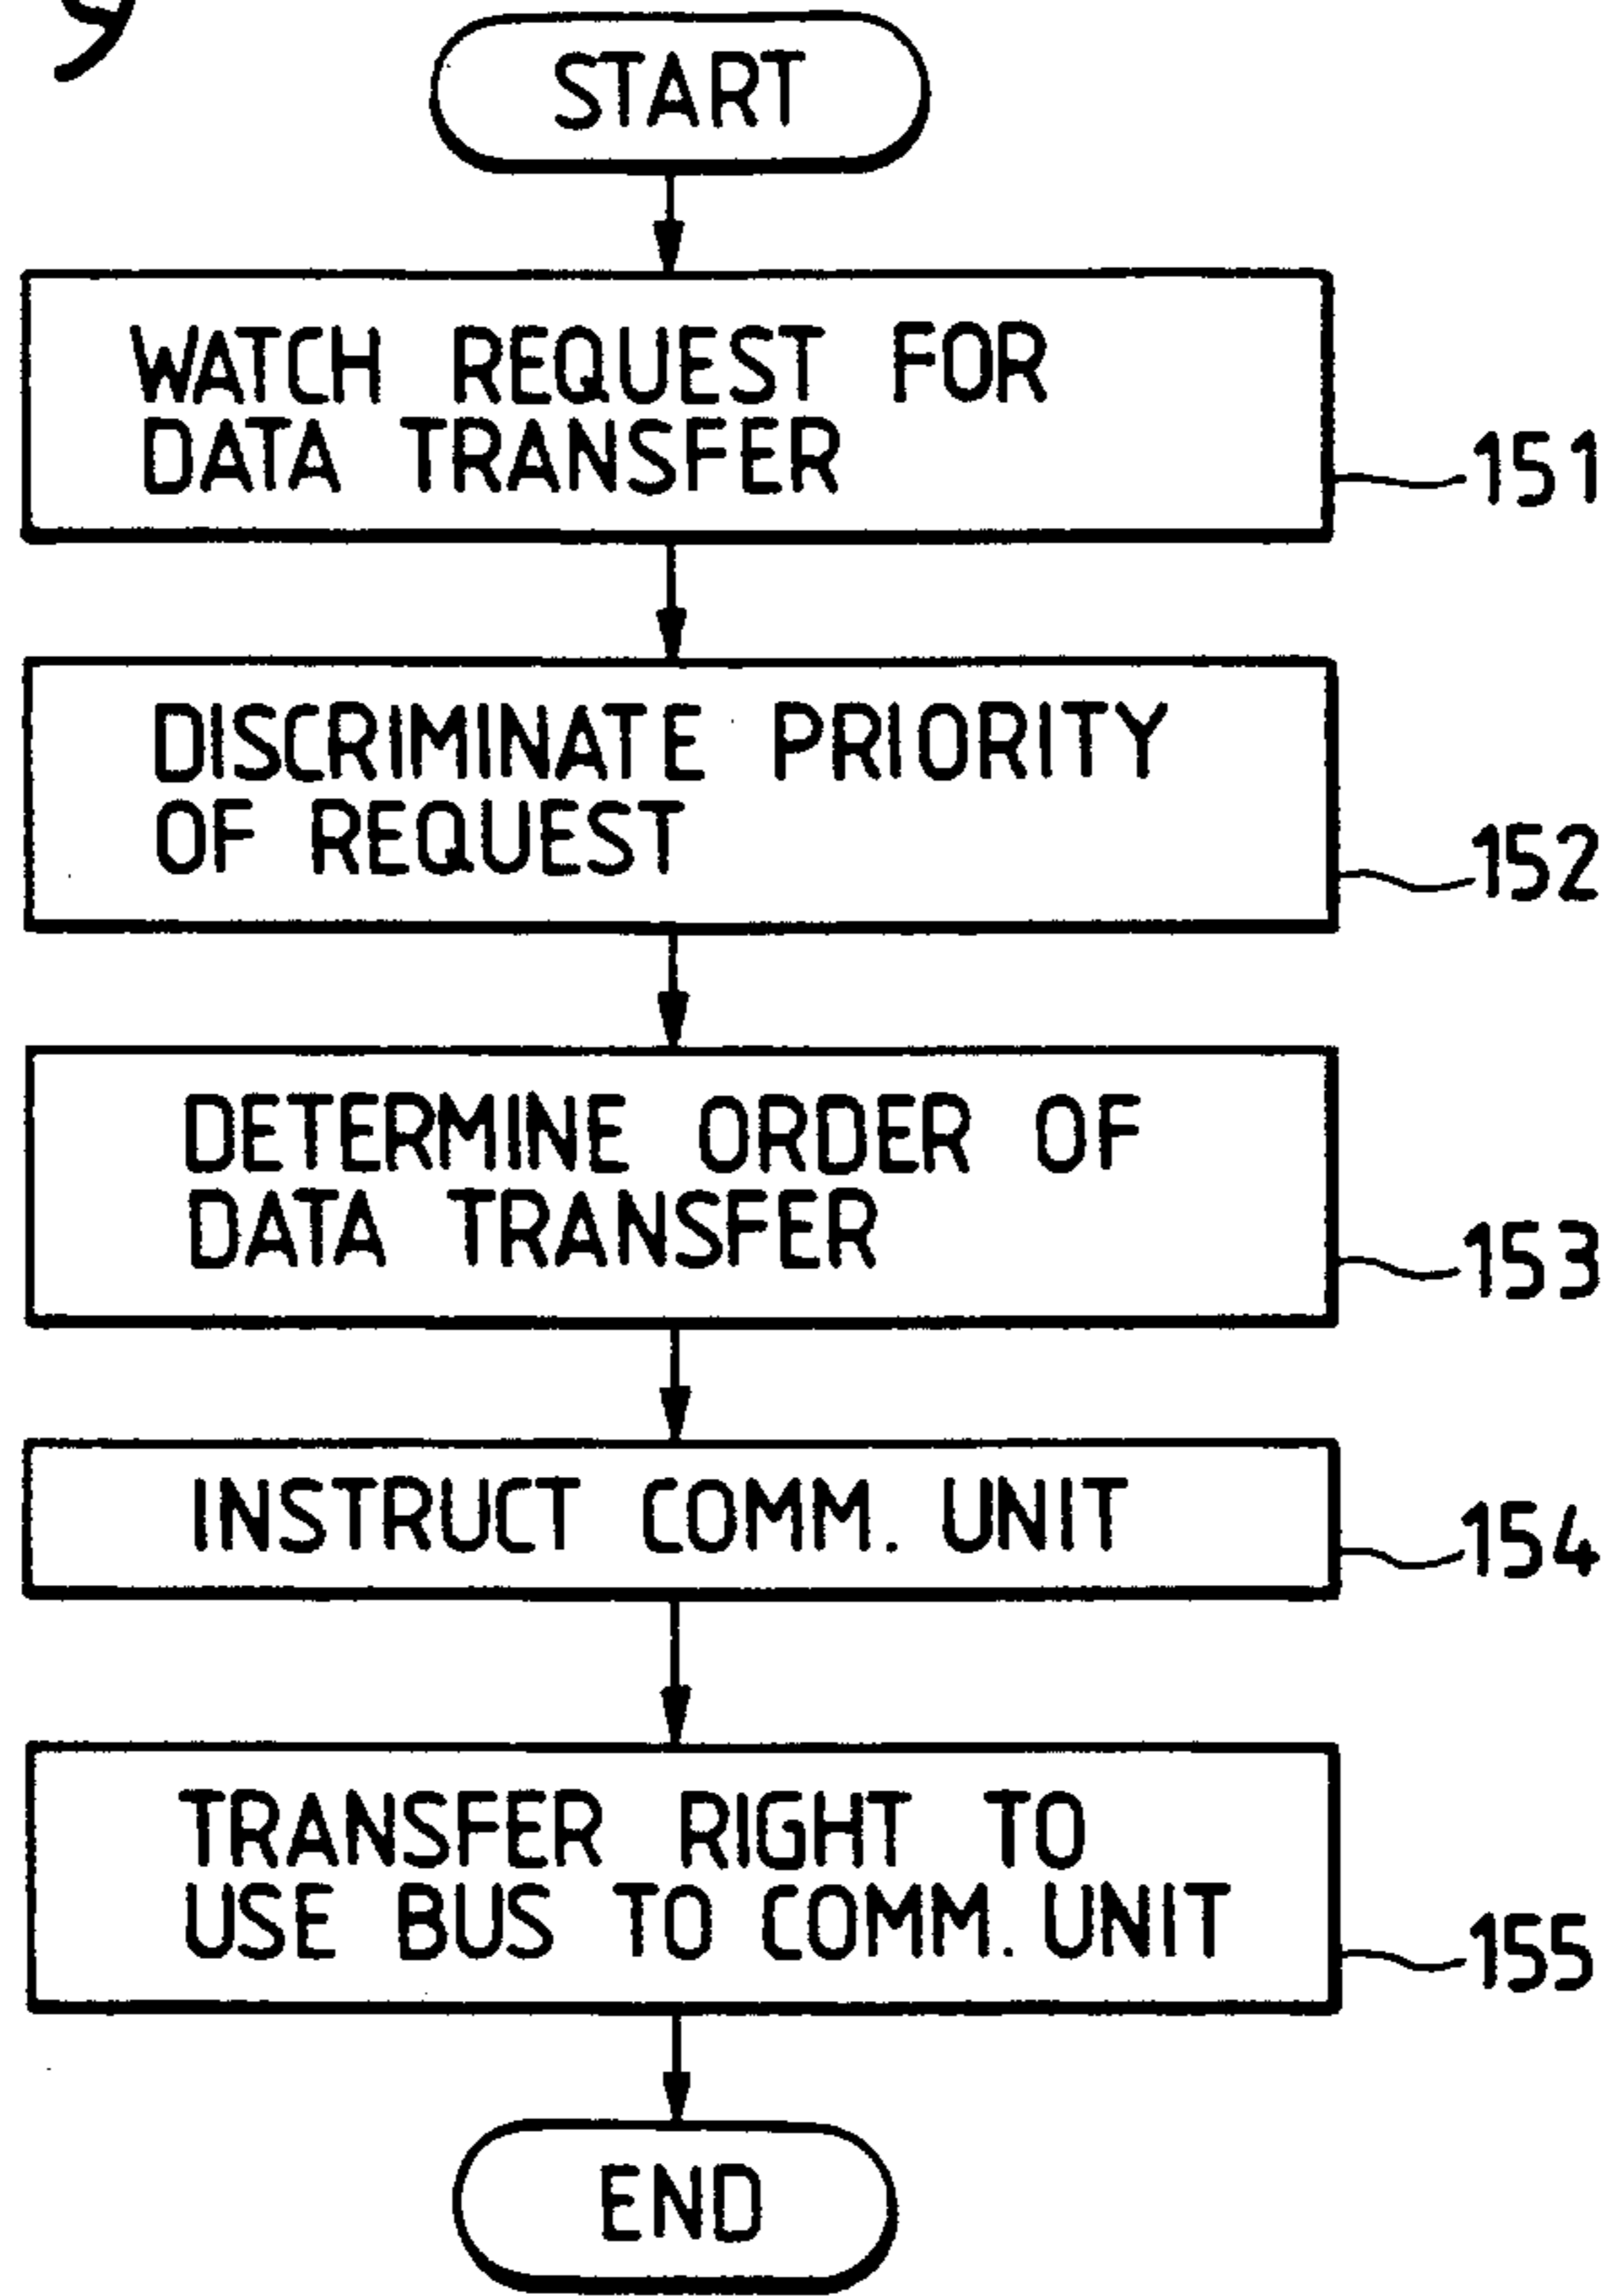 START
WATCH REQUEST FOR
DATA TRANSFER
151
DISCRIMINATE PRIORITY
OF REQUEST
152
DETERMINE ORDER OF
DATA TRANSFER
153
INSTRUCT COMM. UNIT
154
TRANSFER RIGHT TO
USE BUS TO COMM. UNIT
155
END